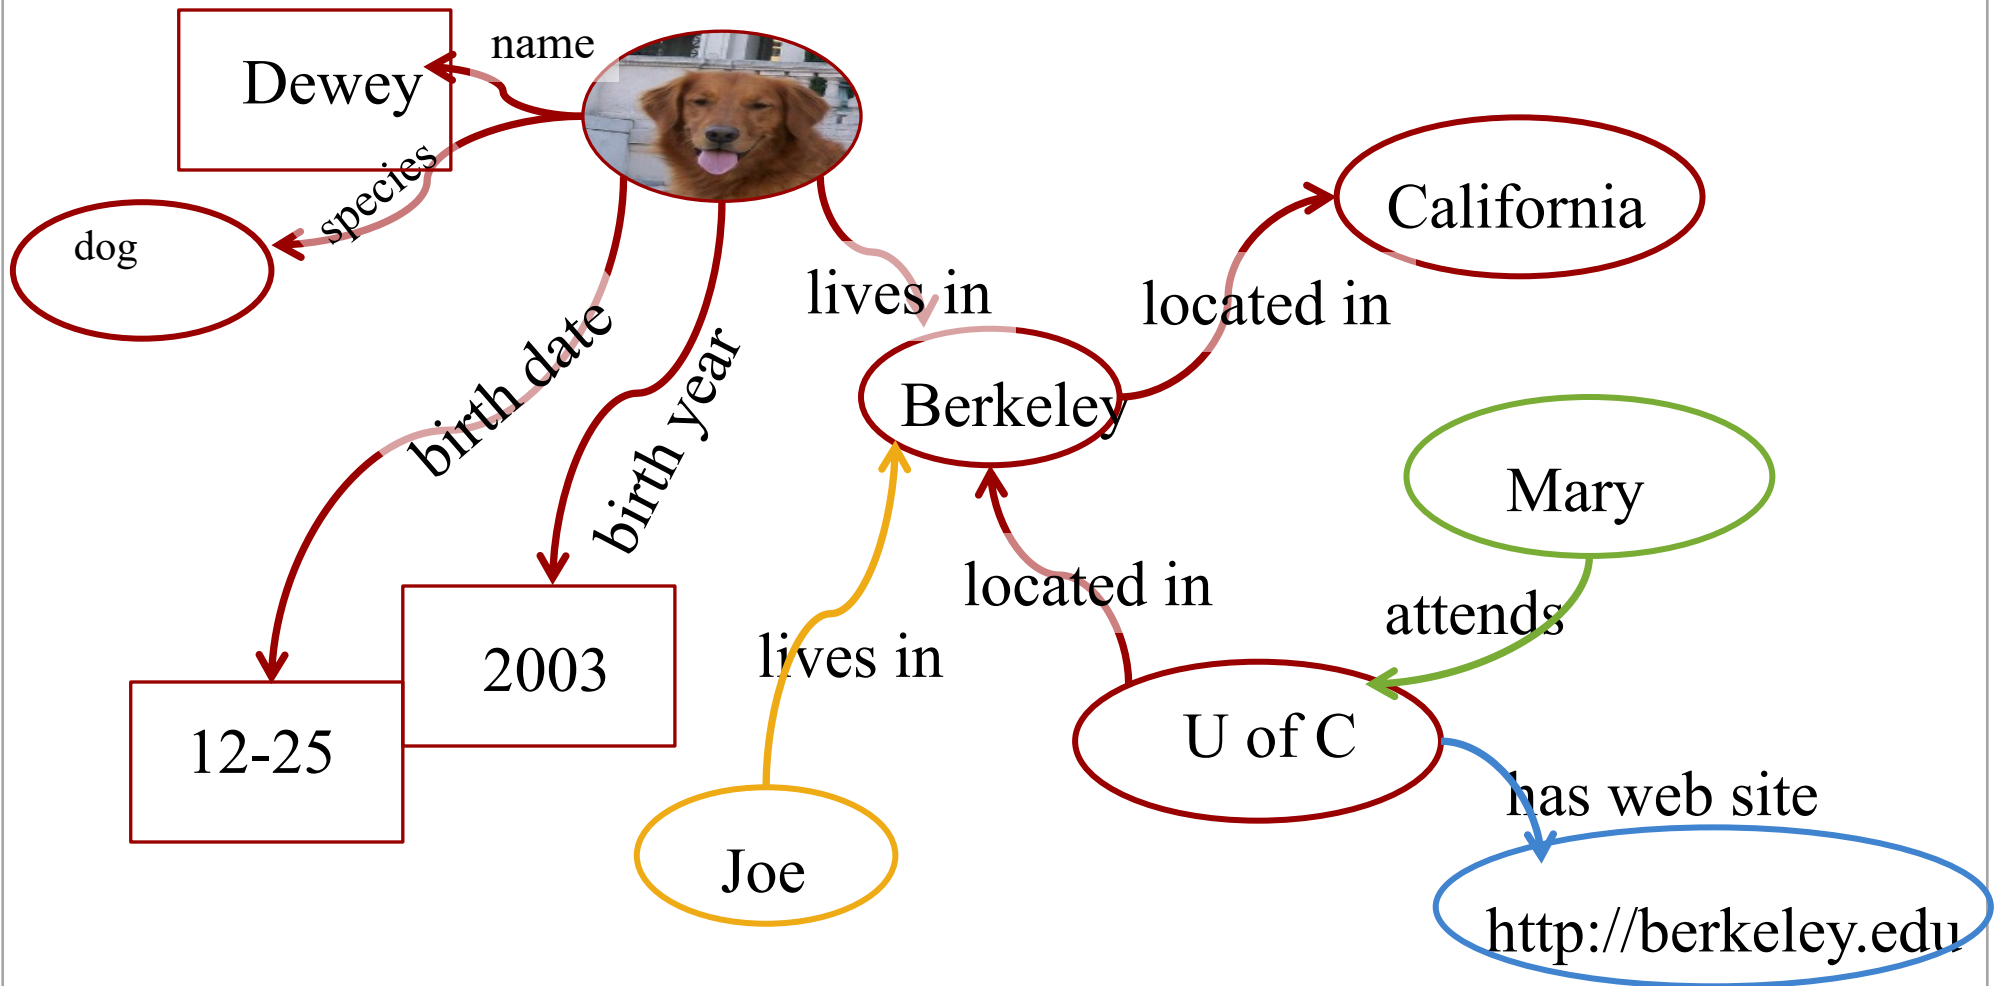 name
Dewey
species
dog
California
lives in
located in
birth date
birth year
Berkeley
Mary
located in
attends
lives in
2003
U of C
12-25
has web site
Joe
http://berkeley.edu